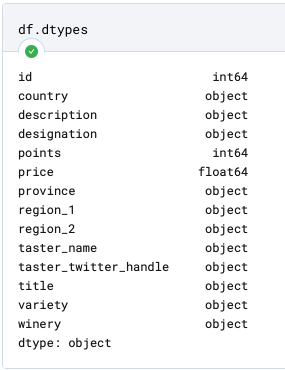 df.dtypes
id int64
country object
description object
designation object
points int64
price float64
province object
region_1 object
region_2 object
taster_name object
taster_twitter_handle object
title object
variety object
winery object
dtype: object